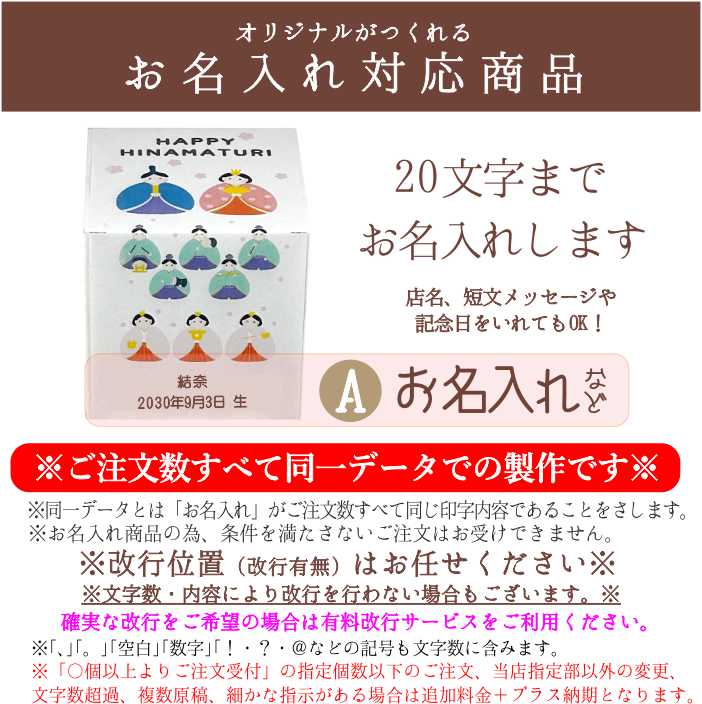 オリジナルがつくれる
お名入れ対応商品
HAPPY
HINAMATURI
20文字まで
お名入れします
店名、短文メッセージや
記念日をいれてもOK！
結奈
2030年9月3日 生
A お名入れなど
※ご注文数すべて同一データでの製作です※
※同一データとは「お名入れ」がご注文数すべて同じ印字内容であることをさします。
※お名入れ商品の為、条件を満たさないご注文はお受けできません。
※改行位置（改行有無）はお任せください※
※文字数・内容により改行を行わない場合もございます。※
確実な改行をご希望の場合は有料改行サービスをご利用ください。
※「、」「。」「空白」「数字」「！・？・＠などの記号も文字数に含みます。
※「○個以上よりご注文受付」の指定個数以下のご注文、当店指定部以外の変更、
文字数超過、複数原稿、細かな指示がある場合は追加料金＋プラス納期となります。